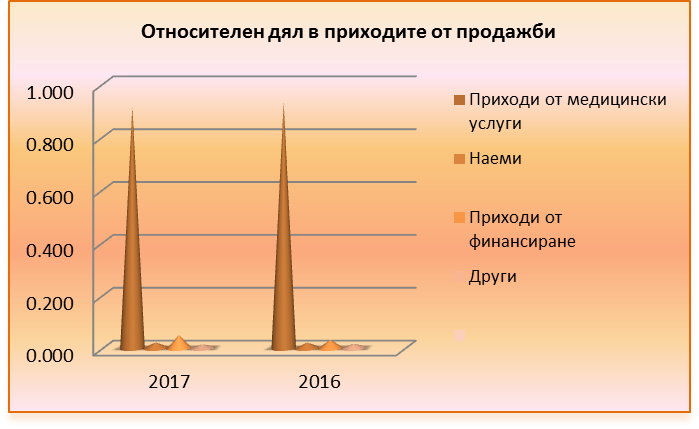 Относителен дял в приходите от продажби
1.000
0.800
0.600
0.400
0.200
0.000
2017
2016
Приходи от медицински
услуги
Наеми
Приходи от
финансиране
Други